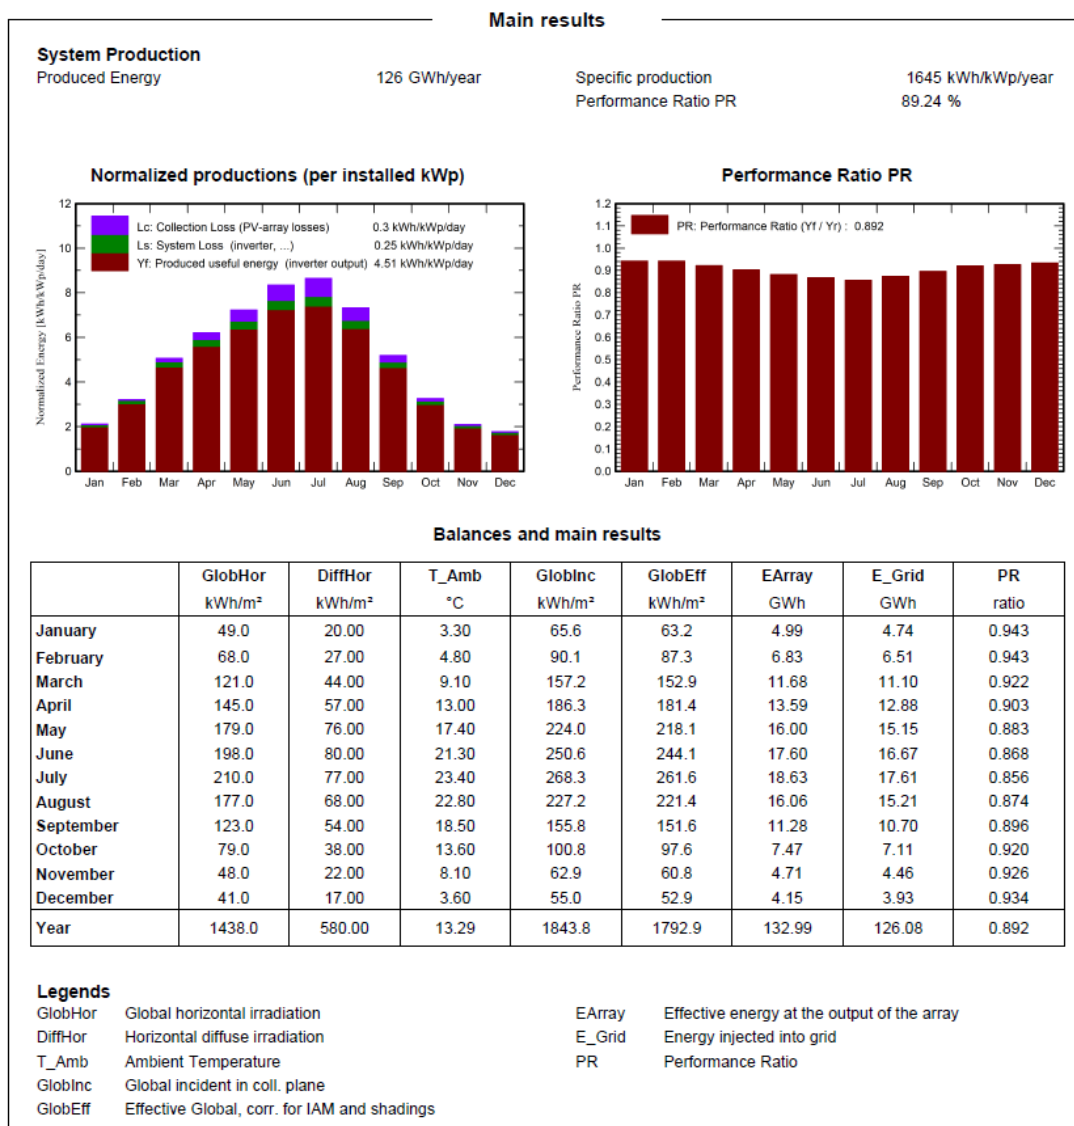 Main results
System Production
Produced Energy 126 GWh/year Specific production 1645 kWh/kWp/year
Performance Ratio PR 89.24 %
Normalized productions (per installed kWp)
Normalized Energy [kWh/kWp/day]
12
10
8
6
4
2
0
Lc: Collection Loss (PV-array losses) 0.3 kWh/kWp/day
Ls: System Loss (inverter, ...) 0.25 kWh/kWp/day
Yf: Produced useful energy (inverter output) 4.51 kWh/kWp/day
Jan Feb Mar Apr May Jun Jul Aug Sep Oct Nov Dec
Performance Ratio PR
Performance Ratio PR
1.2
1.1
1.0
0.9
0.8
0.7
0.6
0.5
0.4
0.3
0.2
0.1
0.0
PR: Performance Ratio (Yf / Yr) : 0.892
Jan Feb Mar Apr May Jun Jul Aug Sep Oct Nov Dec
Balances and main results
GlobHor DiffHor T_Amb GlobInc GlobEff EArray E_Grid PR
kWh/m² kWh/m² °C kWh/m² kWh/m² GWh GWh ratio
January 49.0 20.00 3.30 65.6 63.2 4.99 4.74 0.943
February 68.0 27.00 4.80 90.1 87.3 6.83 6.51 0.943
March 121.0 44.00 9.10 157.2 152.9 11.68 11.10 0.922
April 145.0 57.00 13.00 186.3 181.4 13.59 12.88 0.903
May 179.0 76.00 17.40 224.0 218.1 16.00 15.15 0.883
June 198.0 80.00 21.30 250.6 244.1 17.60 16.67 0.868
July 210.0 77.00 23.40 268.3 261.6 18.63 17.61 0.856
August 177.0 68.00 22.80 227.2 221.4 16.06 15.21 0.874
September 123.0 54.00 18.50 155.8 151.6 11.28 10.70 0.896
October 79.0 38.00 13.60 100.8 97.6 7.47 7.11 0.920
November 48.0 22.00 8.10 62.9 60.8 4.71 4.46 0.926
December 41.0 17.00 3.60 55.0 52.9 4.15 3.93 0.934
Year 1438.0 580.00 13.29 1843.8 1792.9 132.99 126.08 0.892
Legends
GlobHor Global horizontal irradiation EArray Effective energy at the output of the array
DiffHor Horizontal diffuse irradiation E_Grid Energy injected into grid
T_Amb Ambient Temperature PR Performance Ratio
GlobInc Global incident in coll. plane
GlobEff Effective Global, corr. for IAM and shadings